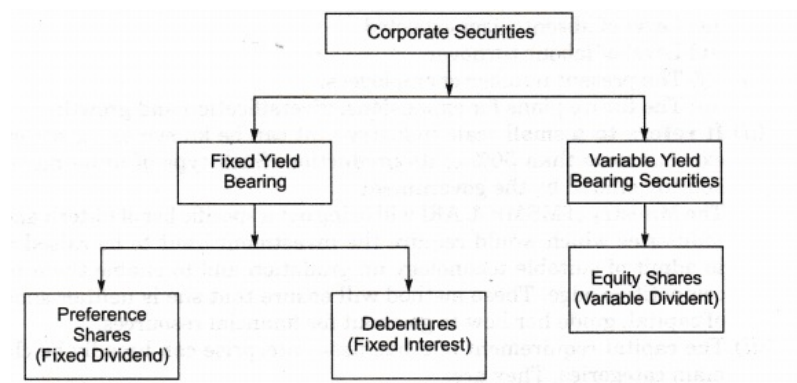 Corporate Securities
Fixed Yield
Bearing
Variable Yield
Bearing Securities
Preference
Shares
(Fixed Dividend)
Debentures
(Fixed Interest)
Equity Shares
(Variable Divident)